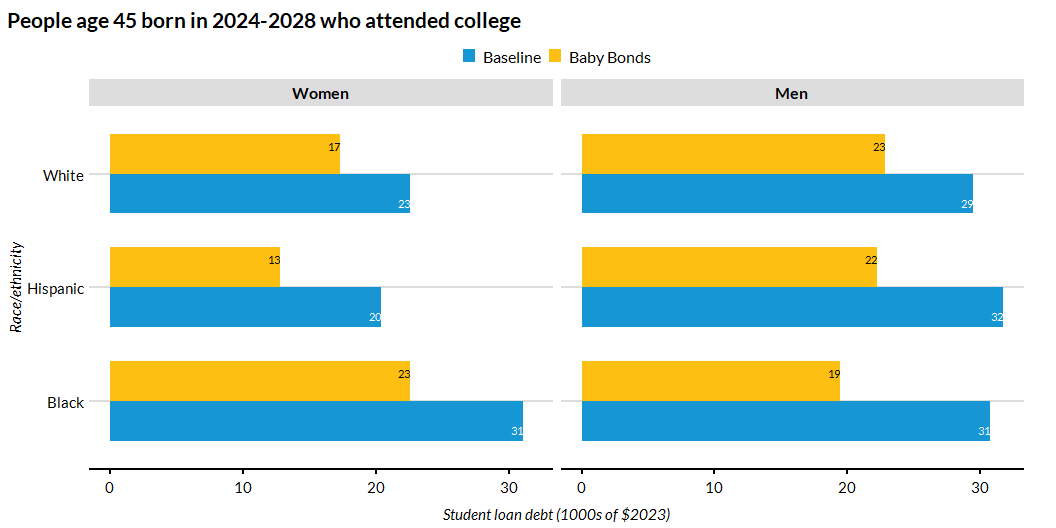 People age 45 born in 2024-2028 who attended college
Baseline Baby Bonds
Women Men
17 23
White
23 29
13 22
Race/ethnicity
Hispanic
20 32
23 19
Black
31 31
0 10 20 30 0 10 20 30
Student loan debt (1000s of $2023)